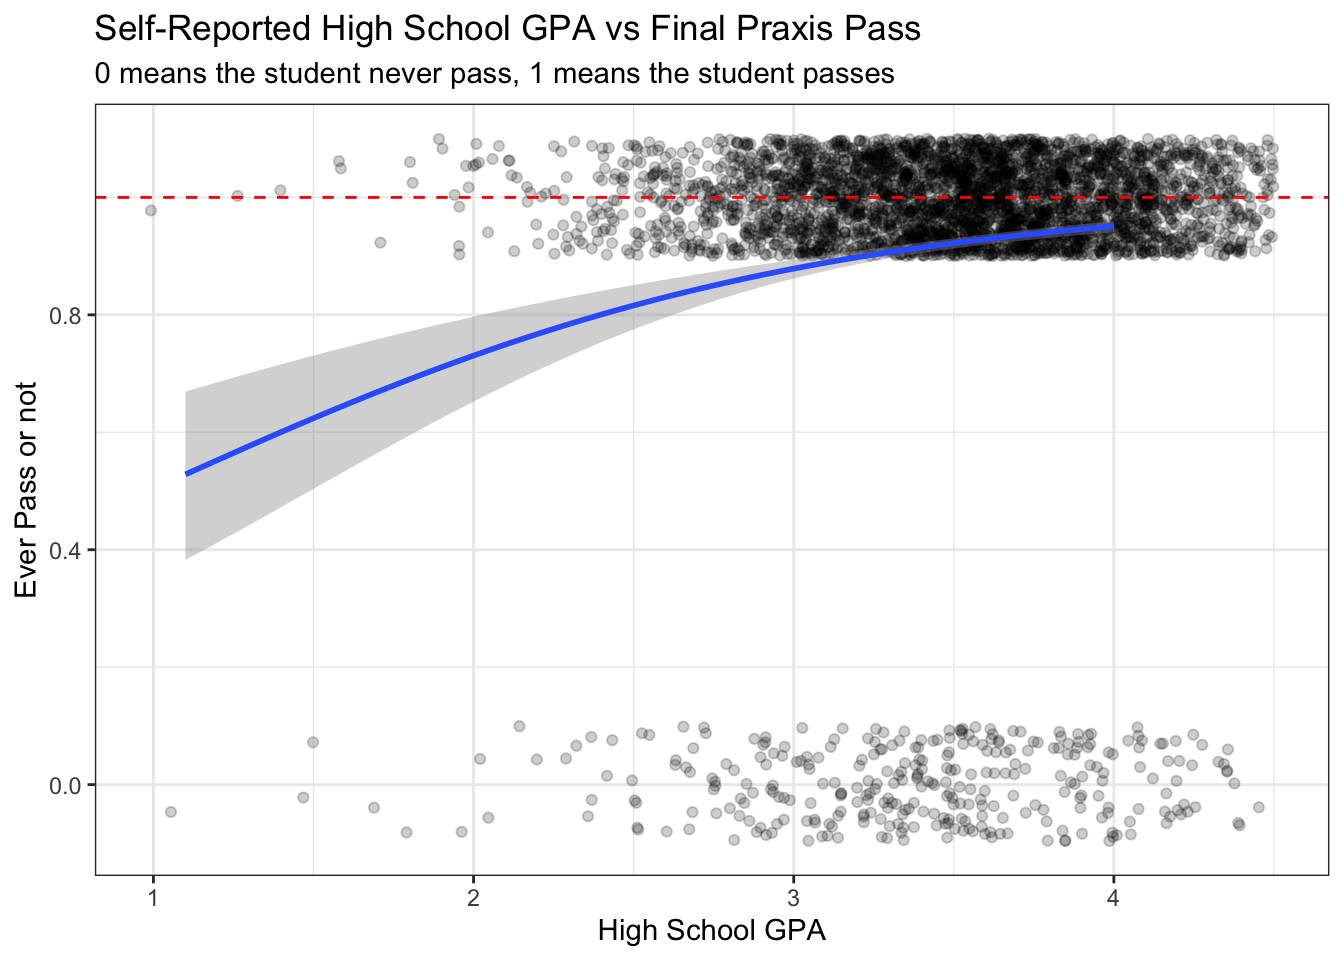 Self-Reported High School GPA vs Final Praxis Pass
0 means the student never pass, 1 means the student passes
Ever Pass or not
0.8
0.4
0.0
1 2 3 4
High School GPA